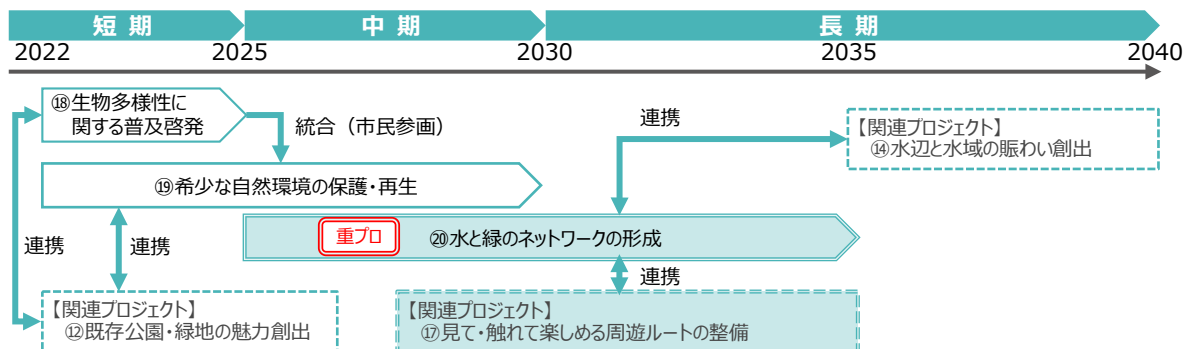 短 期 中 期 長 期
2022 2025 2030 2035 2040
⑱生物多様性に
関する普及啓発
統合（市民参画）
連携
【関連プロジェクト】
⑭水辺と水域の賑わい創出
⑲希少な自然環境の保護・再生
重プロ ⑳水と緑のネットワークの形成
連携 連携
連携
【関連プロジェクト】
⑫既存公園・緑地の魅力創出
【関連プロジェクト】
⑰見て・触れて楽しめる周遊ルートの整備